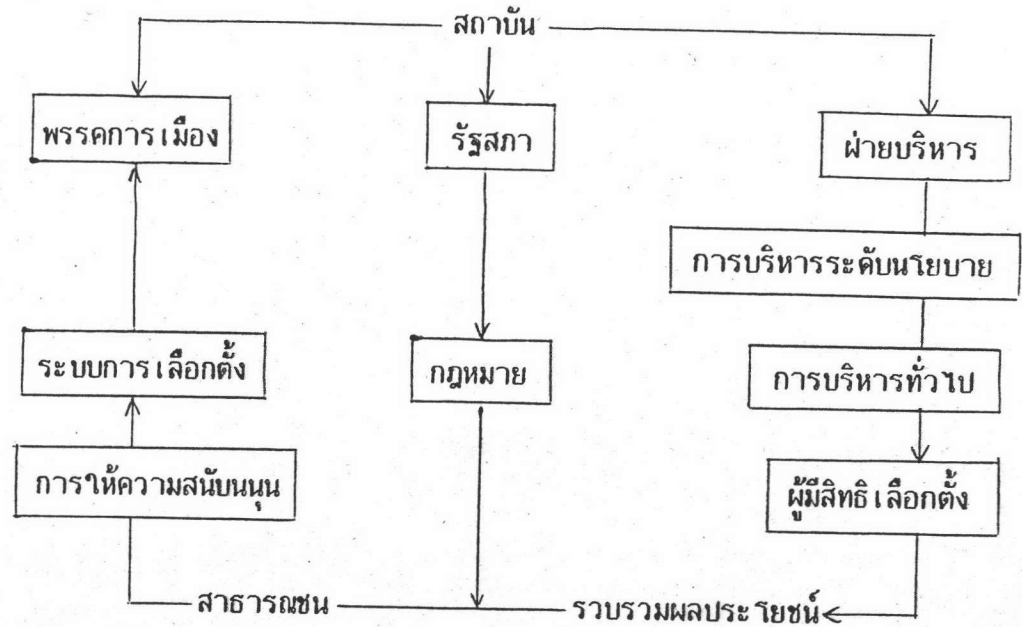 สถาบัน
พรรคการเมือง
รัฐสภา
ฝ่ายบริหาร
การบริหารระดับนโยบาย
ระบบการเลือกตั้ง
กฎหมาย
การบริหารทั่วไป
การให้ความสนับนนุน
ผู้มีสิทธิเลือกตั้ง
สาธารณชน
รวบรวมผลประโยชน์